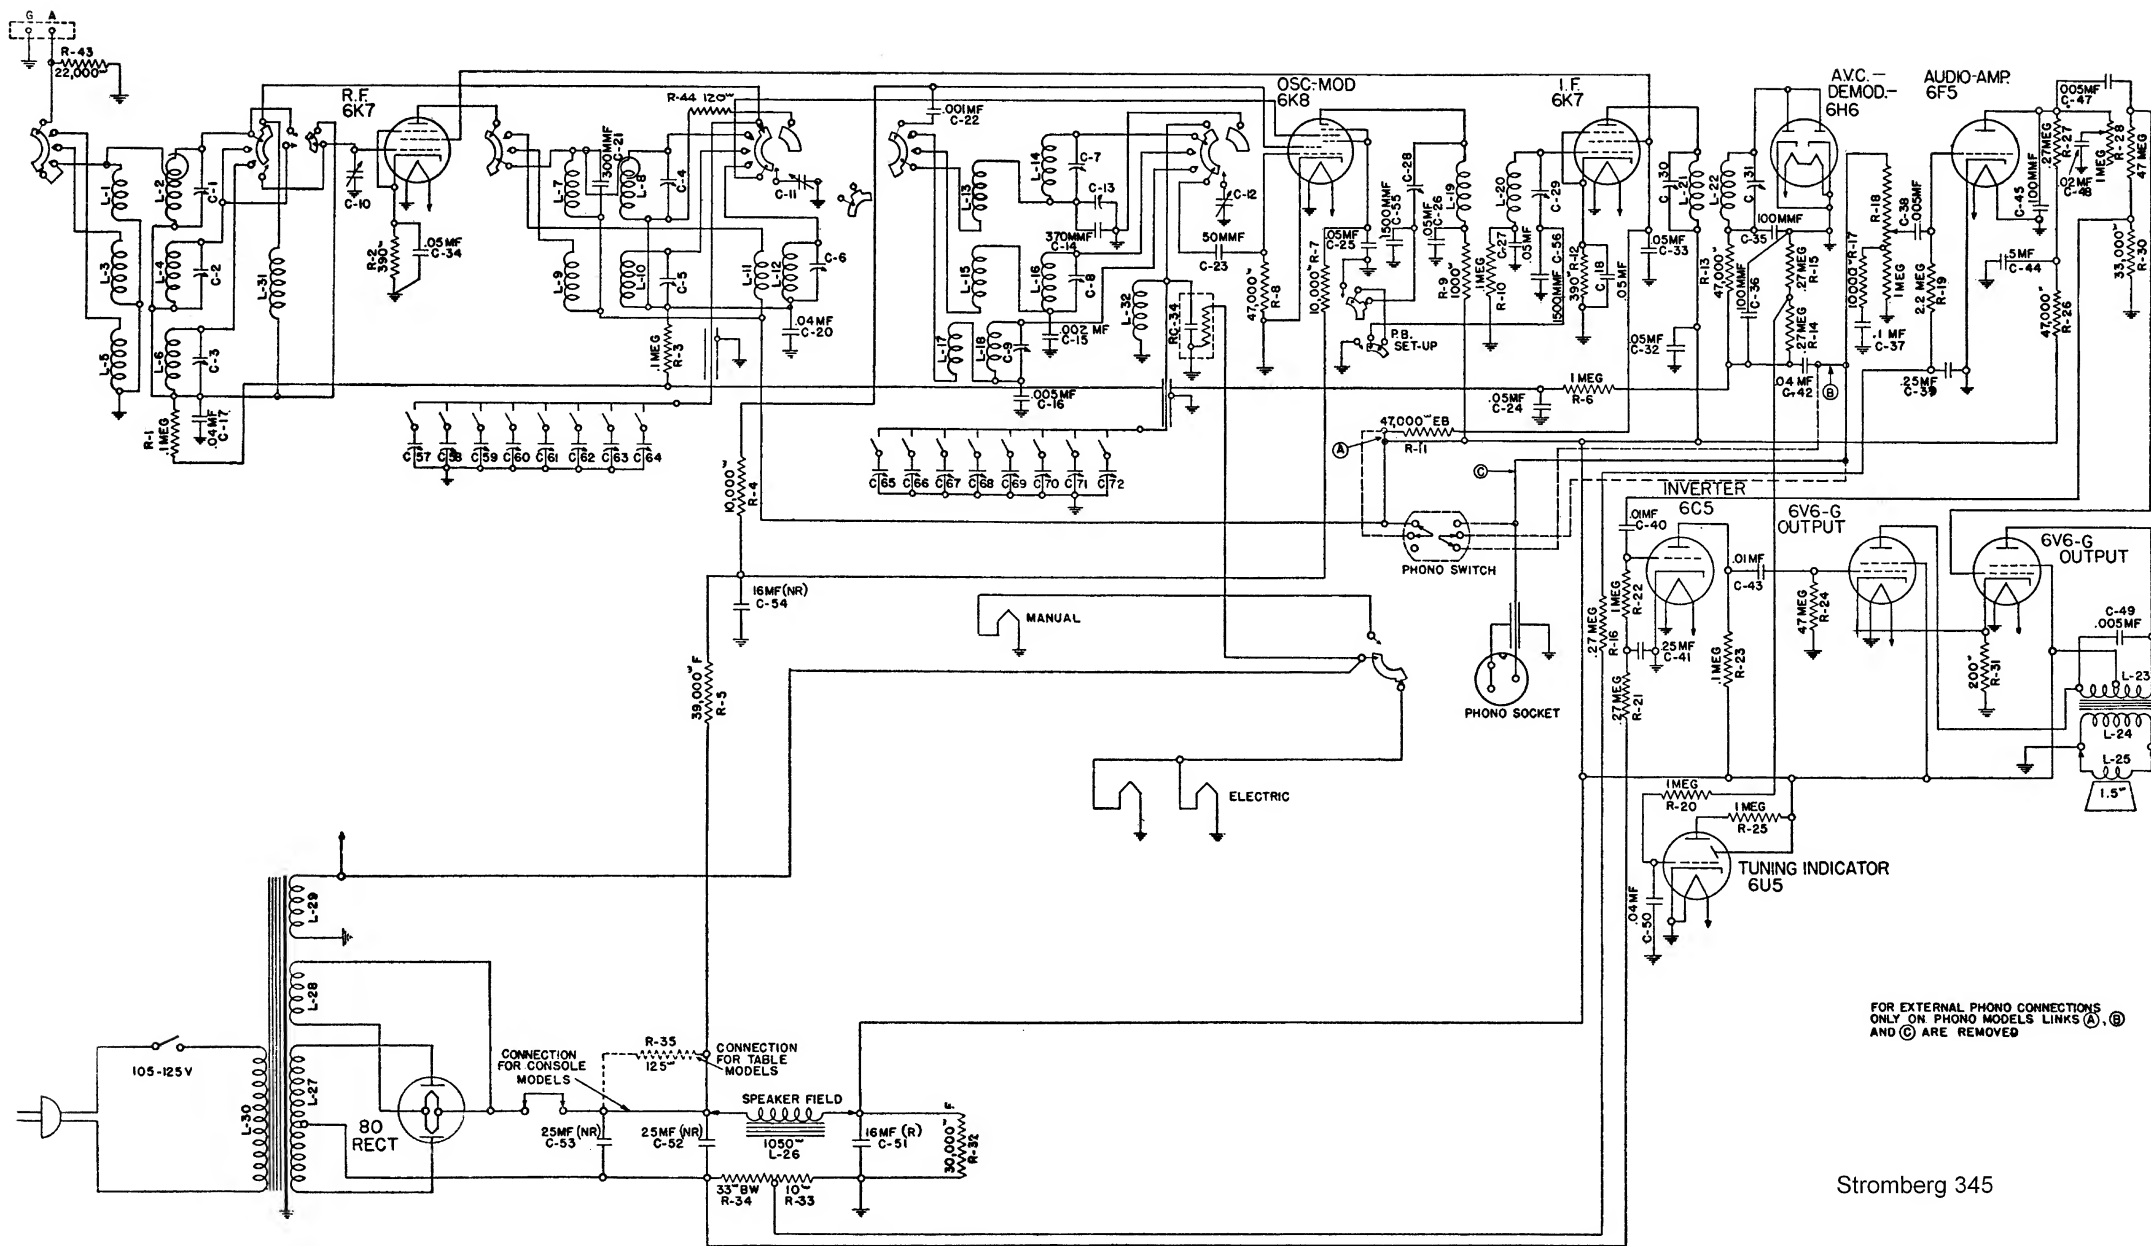 G A
R-43
22,000~
R.F.
6K7
L-1
L-2
C-1
L-3
L-4
C-2
L-5
L-6
C-3
L-31
R-1
.1MEG
.04MF
C-17
C-10
R-2
390~
.05MF
C-34
R-44 120~
L-7
300MMF
C-21
L-8
C-4
L-9
L-10
C-5
.1MEG
R-3
C-11
L-11
L-12
C-6
.04MF
C-20
C57
C58
C59
C60
C61
C62
C63
C64
.001MF
C-22
L-13
L-14
C-7
C-13
370MMF
C-14
L-15
L-16
C-8
.002 MF
C-15
L-17
L-18
C-9
.005MF
C-16
C65
C66
C67
C68
C69
C70
C71
C72
10,000~
R-4
OSC-MOD
6K8
C-12
50MMF
C-23
L-32
RC-34
47,000~
R-8
10,000~ R-7
.05MF
C-25
1500MMF
C-55
C-28
.05MF
C-26
L-19
R-9
1000~
P.B.
SET-UP
I.F.
6K7
L-20
C-29
.1MEG
R-10
C-27
.05MF
1500MMF C-56
390~ R-12
C-18
.05MF
.05MF
C-33
C-30
L-21
L-22
C-31
.05MF
C-32
.05MF
C-24
1 MEG
R-6
47,000~ EB
R-11
A
C
A.V.C.-
DEMOD.-
6H6
100MMF
C-35
R-13
47,000~
100MMF
C-36
.27MEG
R-15
.27MEG
R-14
.04 MF
C-42
B
R-18
1MEG
1000~ R-17
.1 MF
C-37
C-38
.005MF
2.2 MEG
R-19
.25MF
C-39
AUDIO-AMP.
6F5
.005MF
C-47
C-45
100MMF
.27MEG
R-27
.02 MF
C-48
1MEG
R-28
.47 MEG
33,000~
R-30
.5MF
C-44
47,000~
R-26
PHONO SWITCH
PHONO SOCKET
INVERTER
6C5
.01MF
C-40
1MEG
R-22
.27 MEG
R-16
.25MF
C-41
.27MEG
R-21
.1MEG
R-23
6V6-G
OUTPUT
.01MF
C-43
.47MEG
R-24
6V6-G
OUTPUT
200~
R-31
C-49
.005MF
L-23
L-24
L-25
1.5~
16MF(NR)
C-54
MANUAL
39,000~ F
R-5
ELECTRIC
1MEG
R-20
1MEG
R-25
.04MF
C-50
TUNING INDICATOR
6U5
L-29
L-28
L-27
L-30
105-125V
80
RECT
CONNECTION
FOR CONSOLE
MODELS
R-35
125~
CONNECTION
FOR TABLE
MODELS
25MF(NR)
C-53
25MF(NR)
C-52
SPEAKER FIELD
1050~
L-26
16MF (R)
C-51
30,000~ F.
R-32
33~BW
R-34
10~
R-33
FOR EXTERNAL PHONO CONNECTIONS
ONLY ON PHONO MODELS LINKS A, B
AND C ARE REMOVED
Stromberg 345